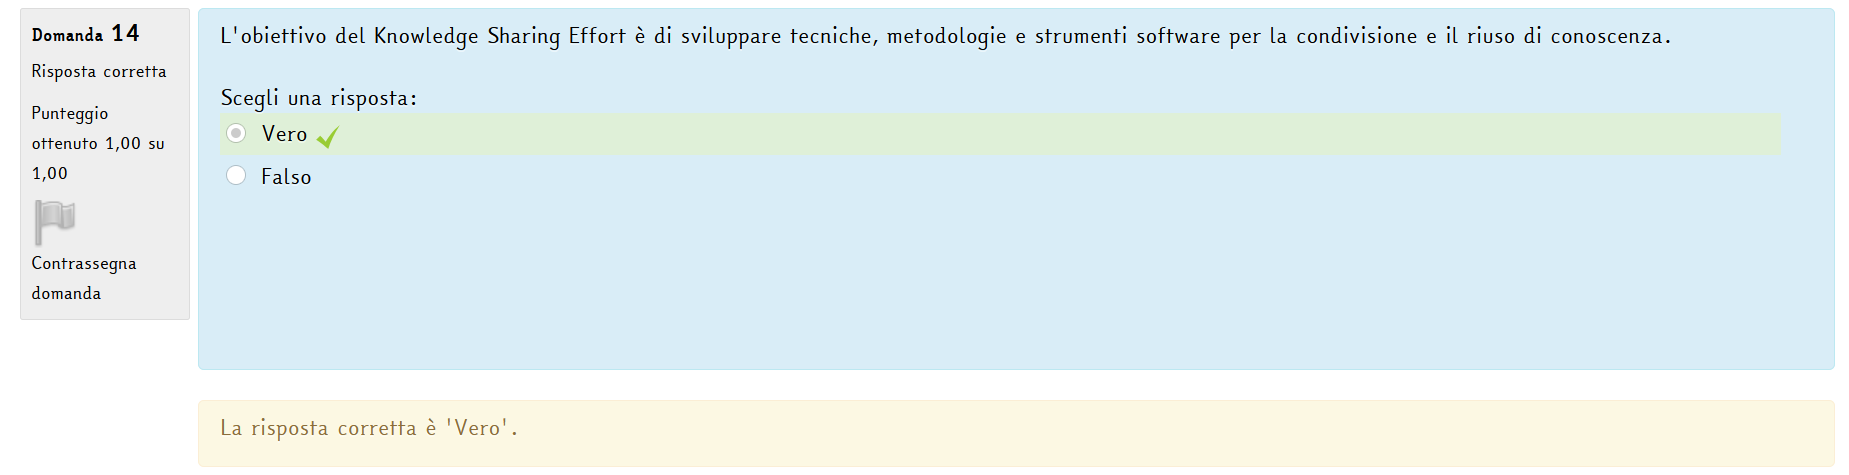 Domanda 14
Risposta corretta
Punteggio
ottenuto 1,00 su
1,00
Contrassegna
domanda
L'obiettivo del Knowledge Sharing Effort è di sviluppare tecniche, metodologie e strumenti software per la condivisione e il riuso di conoscenza.
Scegli una risposta:
Vero
Falso
La risposta corretta è 'Vero'.